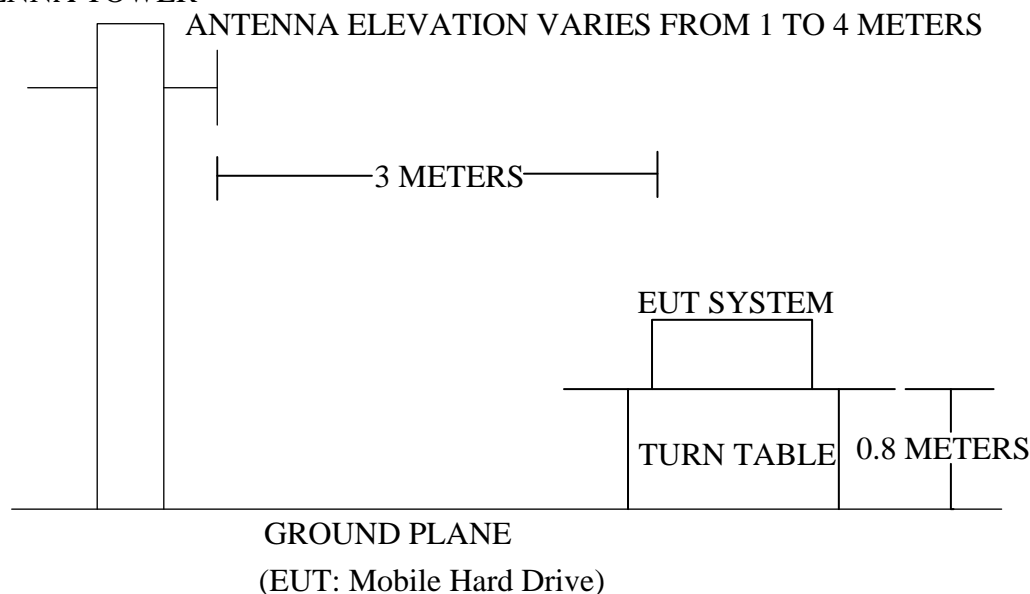 TOWER
ANTENNA ELEVATION VARIES FROM 1 TO 4 METERS
3 METERS
EUT SYSTEM
TURN TABLE
0.8 METERS
GROUND PLANE
(EUT: Mobile Hard Drive)